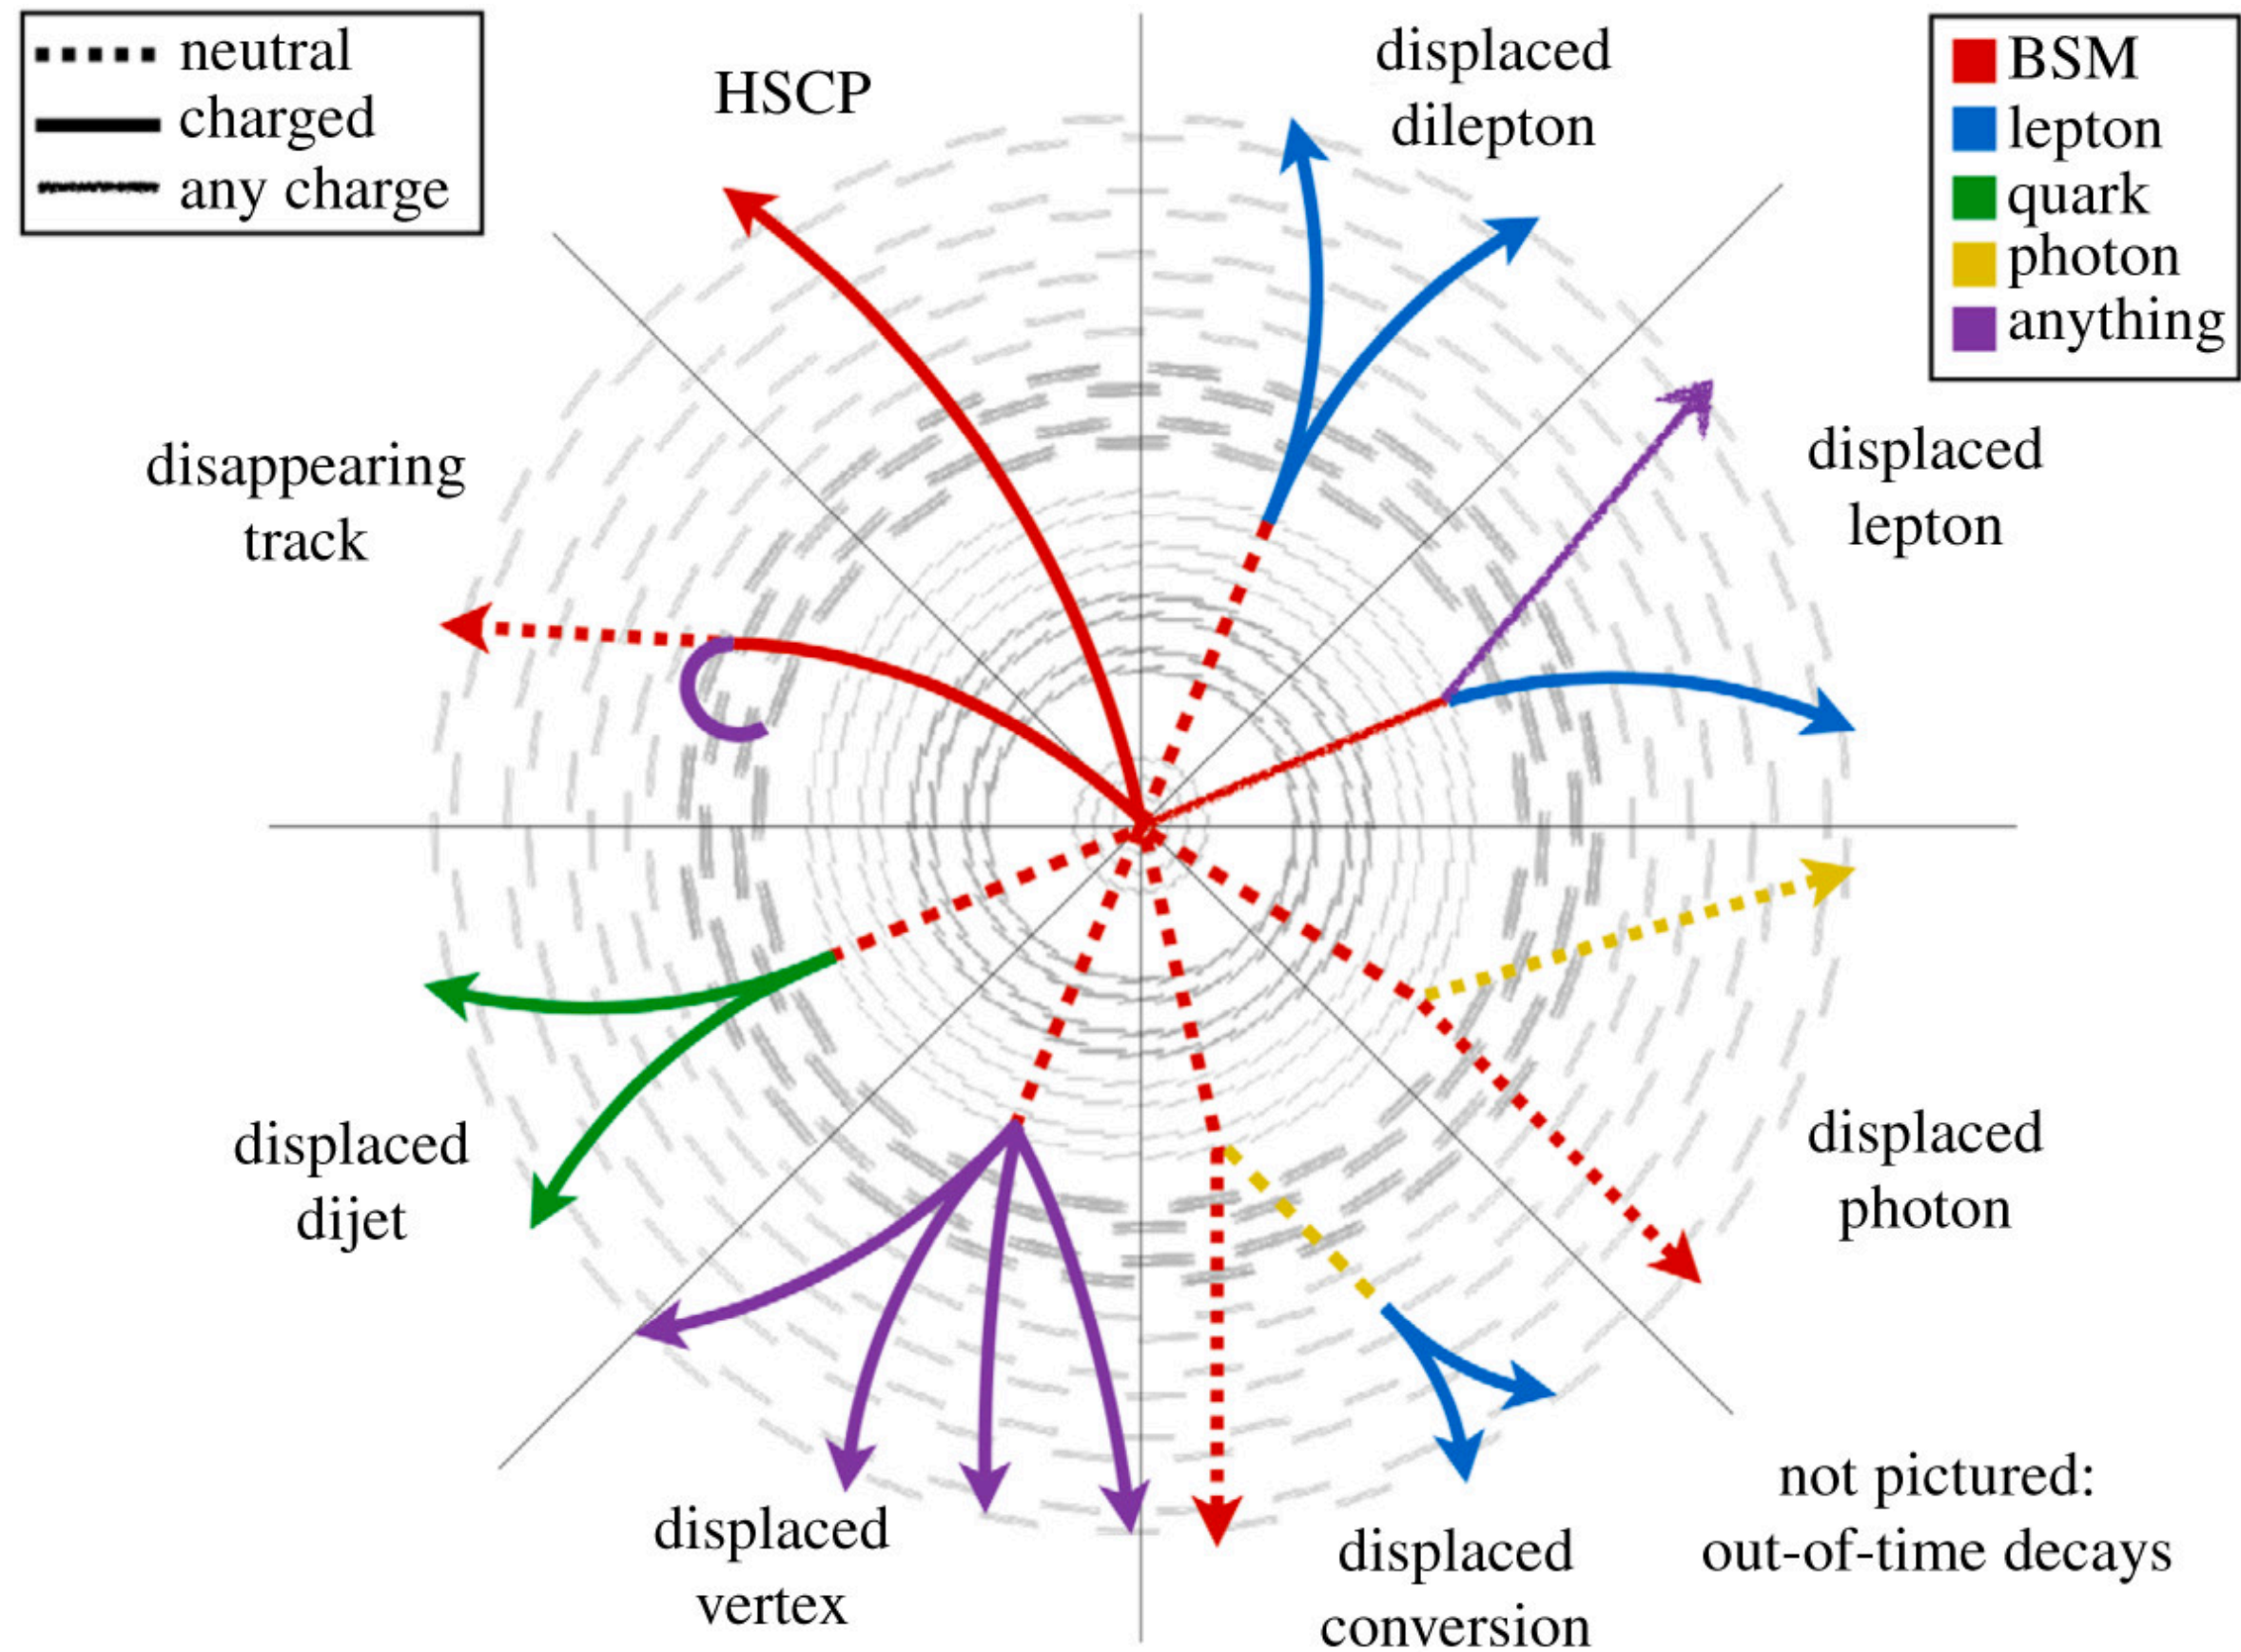 neutral
charged
any charge
HSCP
displaced
dilepton
BSM
lepton
quark
photon
anything
disappearing
track
displaced
lepton
displaced
dijet
displaced
photon
displaced
vertex
displaced
conversion
not pictured:
out-of-time decays